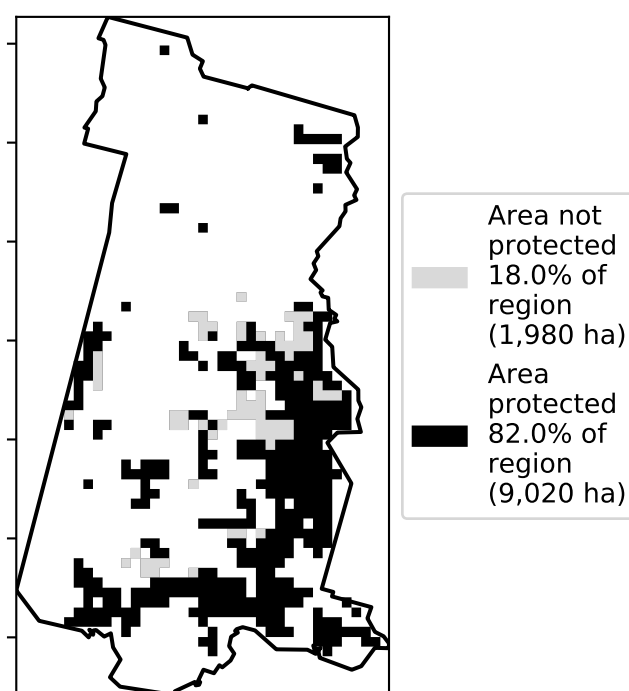 Area not
protected
18.0% of
region
(1,980 ha)
Area
protected
82.0% of
region
(9,020 ha)